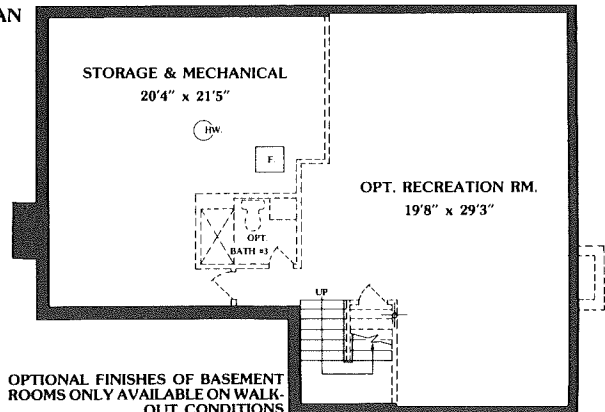 AN
STORAGE & MECHANICAL
20'4" x 21'5"
HW.
F.
OPT. RECREATION RM.
19'8" x 29'3"
OPT.
BATH #3
UP
OPTIONAL FINISHES OF BASEMENT
ROOMS ONLY AVAILABLE ON WALK-
OUT CONDITIONS